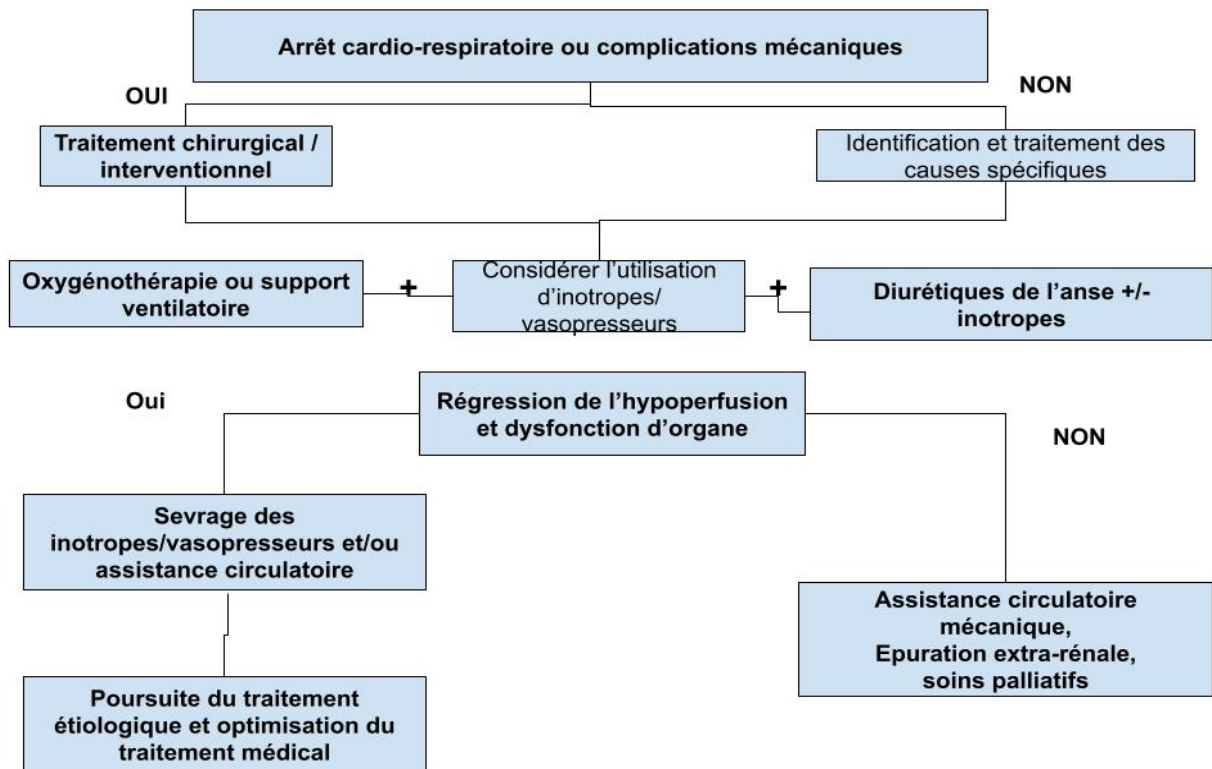 Arrêt cardio-respiratoire ou complications mécaniques
OUI
NON
Traitement chirurgical /
interventionnel
Identification et traitement des
causes spécifiques
Oxygénothérapie ou support
ventilatoire
+
Considérer l’utilisation
d’inotropes/
vasopresseurs
+
Diurétiques de l’anse +/-
inotropes
Oui
Régression de l’hypoperfusion
et dysfonction d’organe
NON
Sevrage des
inotropes/vasopresseurs et/ou
assistance circulatoire
Assistance circulatoire
mécanique,
Epuration extra-rénale,
soins palliatifs
Poursuite du traitement
étiologique et optimisation du
traitement médical